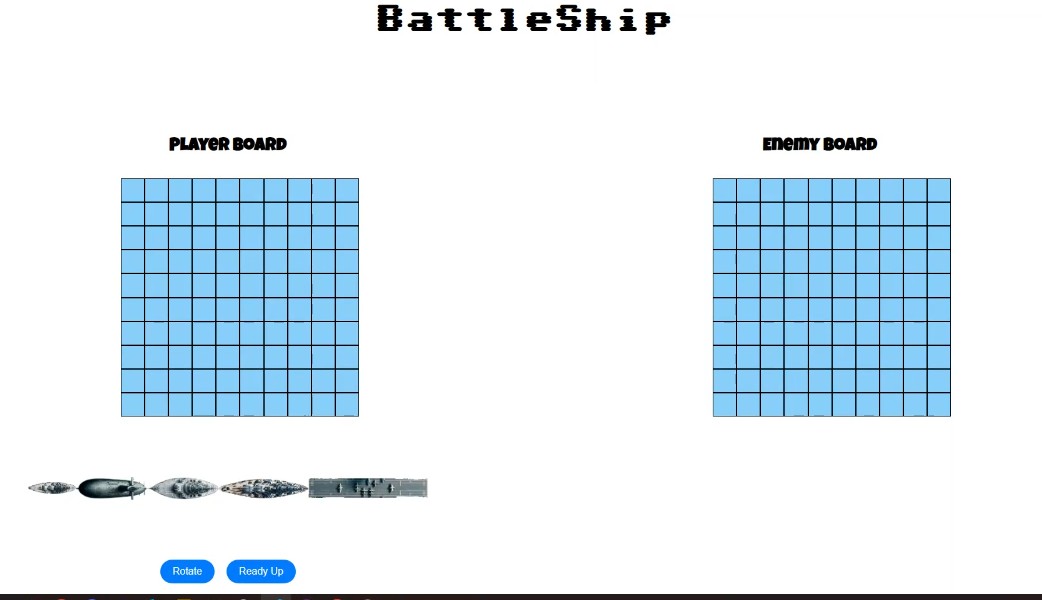 BattleShip
Player Board
Enemy Board
Rotate
Ready Up